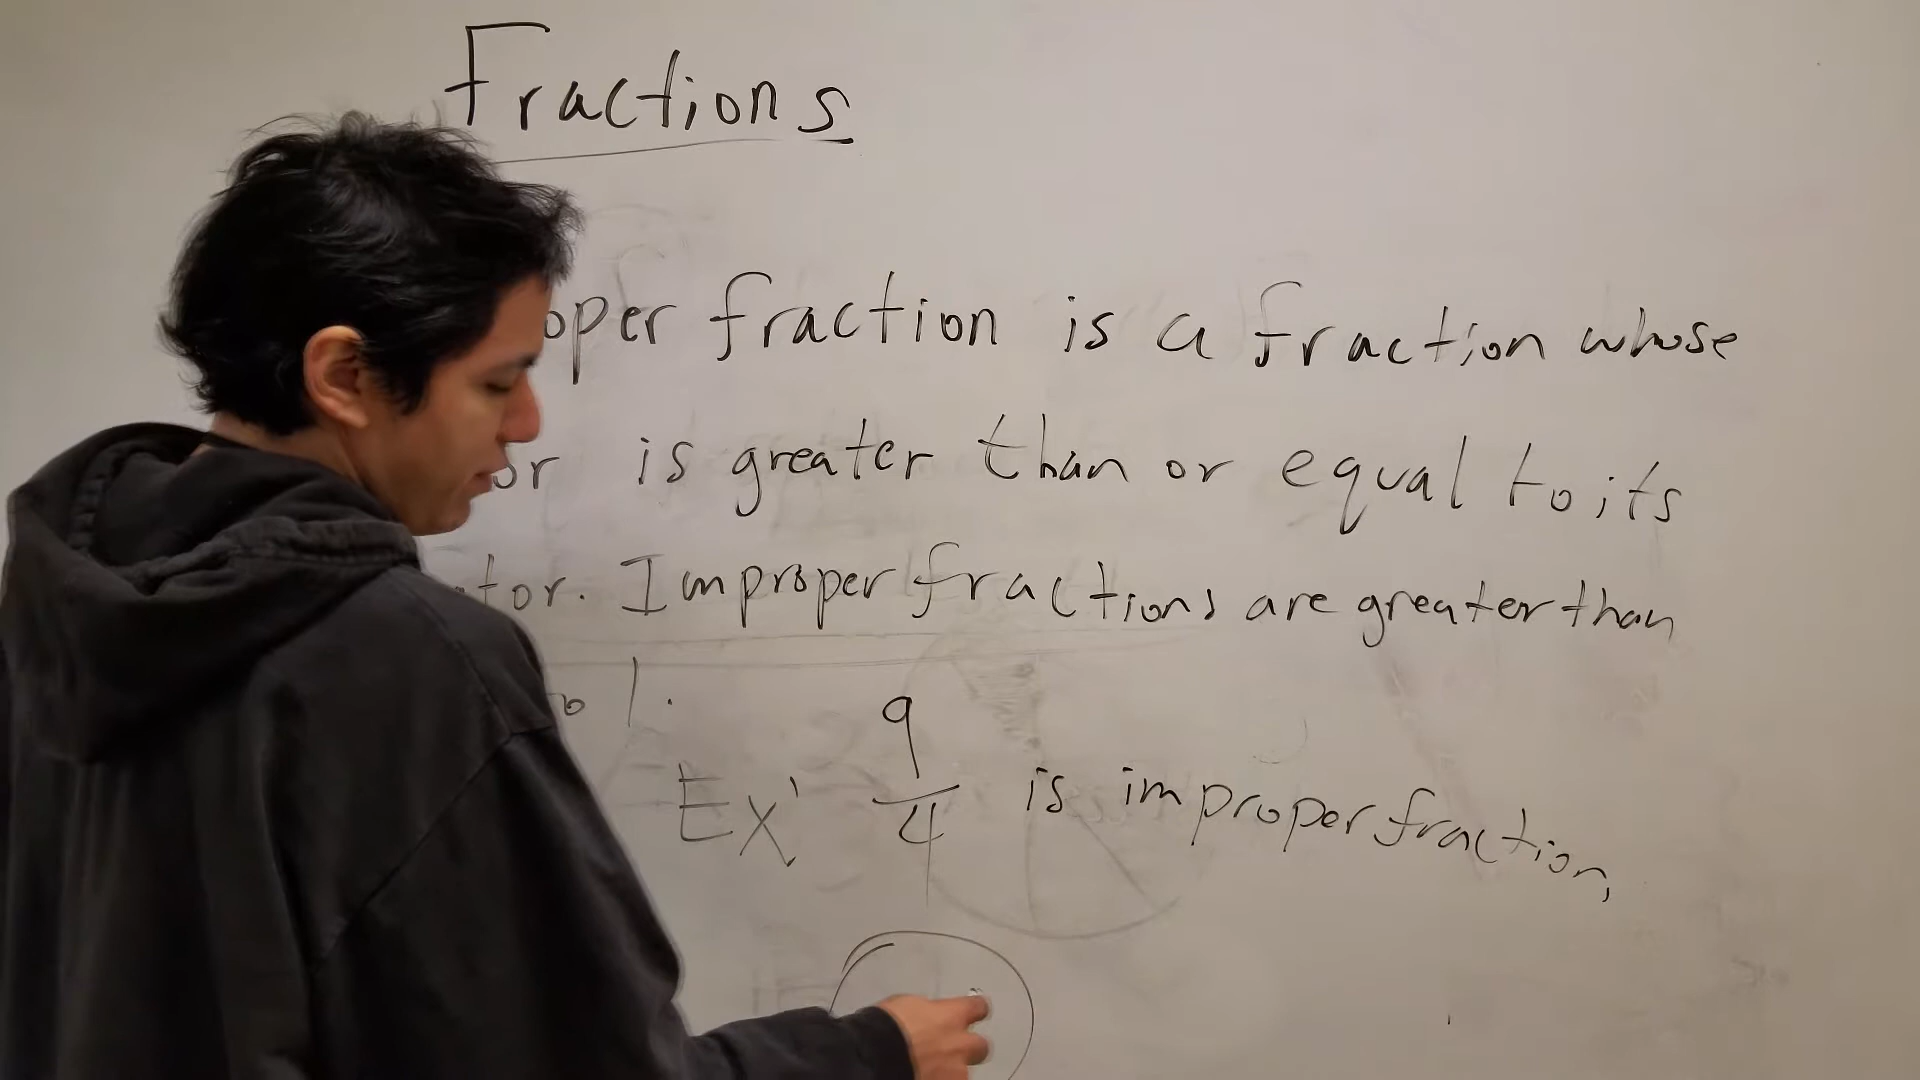 Fractions
oper fraction is a fraction whose
or is greater than or equal to its
tor. Improper fractions are greater than
o 1.
Ex' 9/4 is improper fraction,